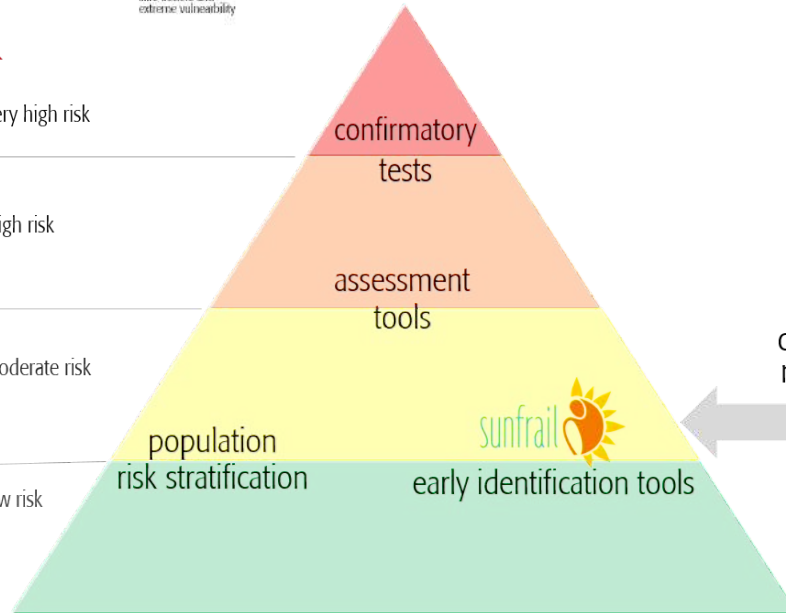 extreme vulnearbility
ery high risk
confirmatory
tests
igh risk
assessment
tools
oderate risk
sunfrail
population
risk stratification
early identification tools
w risk